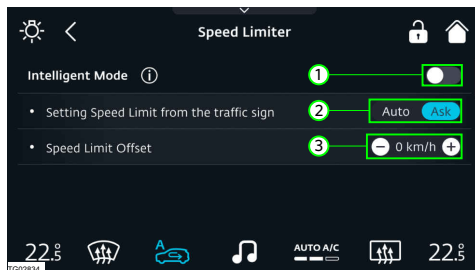 Speed Limiter
Intelligent Mode i 1
• Setting Speed Limit from the traffic sign 2 Auto Ask
• Speed Limit Offset 3 − 0 km/h +
22.5 A AUTO A/C 22.5
TG02834